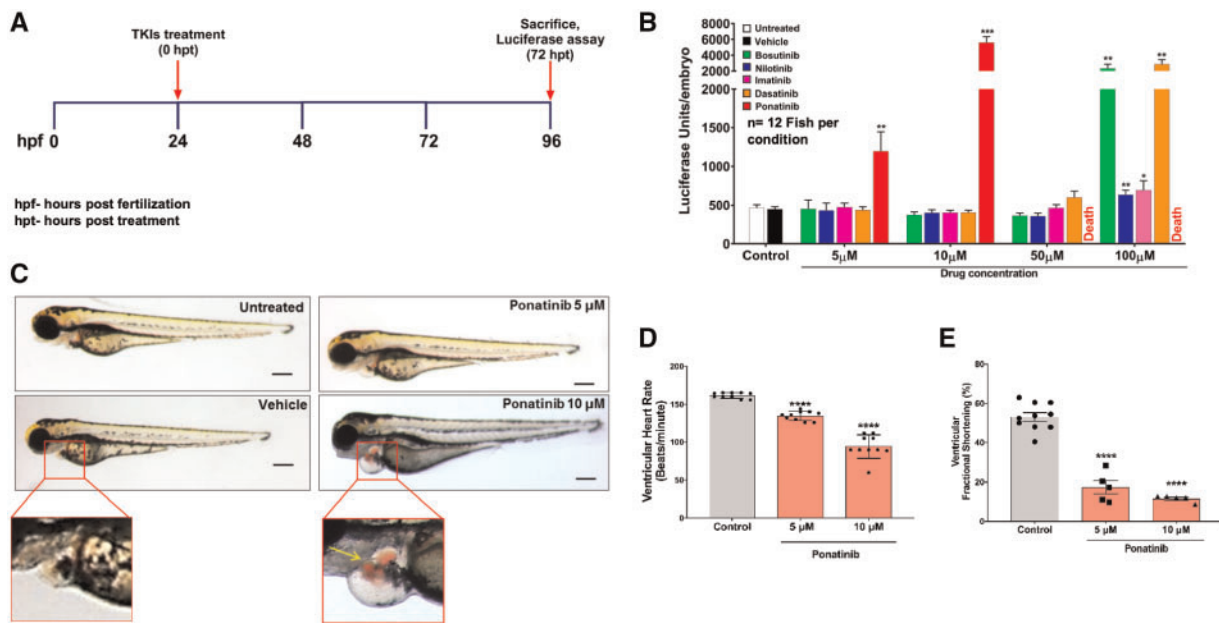 A
TKIs treatment
(0 hpt)
Sacrifice,
Luciferase assay
(72 hpt)
hpf 0 24 48 72 96
hpf- hours post fertilization
hpt- hours post treatment
B
Luciferase Units/embryo
8000
6000
4000
2000
2000
1500
1000
500
0
Untreated
Vehicle
Bosutinib
Nilotinib
Imatinib
Dasatinib
Ponatinib
n= 12 Fish per
condition
**
***
Death
**
**
*
**
Death
Control 5μM 10μM 50μM 100μM
Drug concentration
C
Untreated
Ponatinib 5 μM
Vehicle
Ponatinib 10 μM
D
Ventricular Heart Rate
(Beats/minute)
200
150
100
50
0
****
****
Control 5 μM 10 μM
Ponatinib
E
Ventricular
Fractional Shortening (%)
80
60
40
20
0
****
****
Control 5 μM 10 μM
Ponatinib